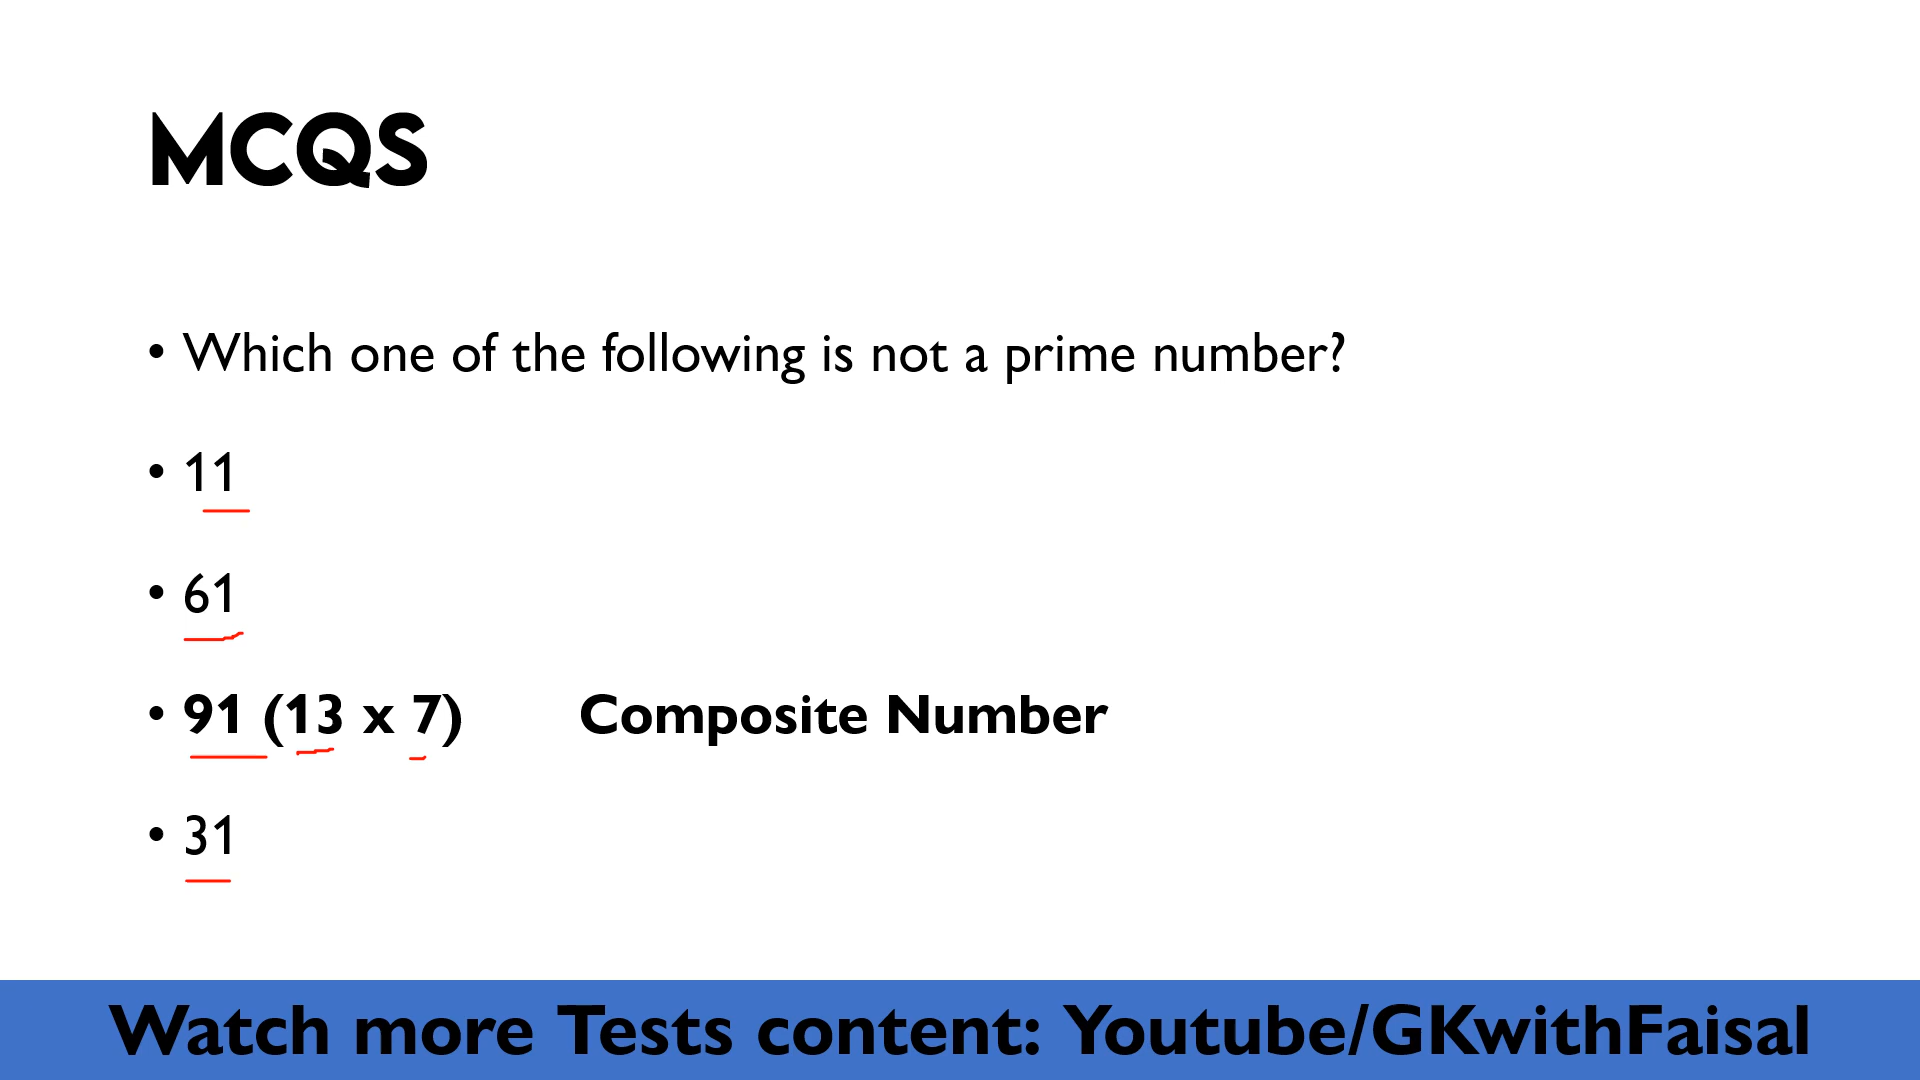 MCQS
• Which one of the following is not a prime number?
• 11
• 61
• 91 (13 x 7) Composite Number
• 31
Watch more Tests content: Youtube/GKwithFaisal